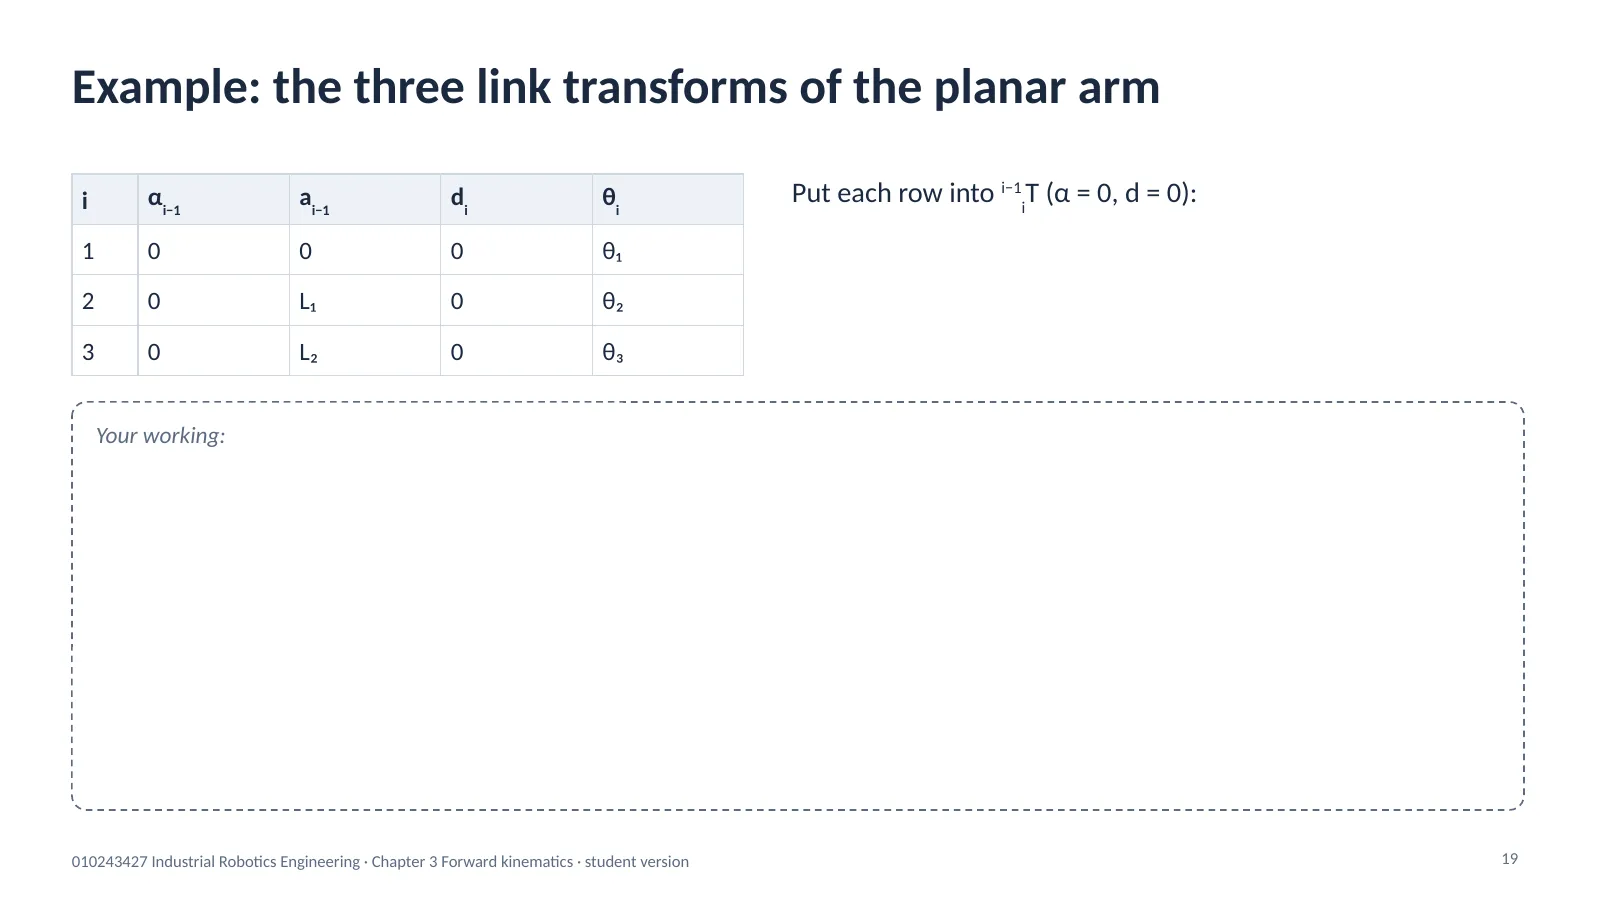 Example: the three link transforms of the planar arm
i αi−1 ai−1 di θi
1 0 0 0 θ₁
2 0 L₁ 0 θ₂
3 0 L₂ 0 θ₃
Put each row into i−1iT (α = 0, d = 0):
Your working:
010243427 Industrial Robotics Engineering · Chapter 3 Forward kinematics · student version
19